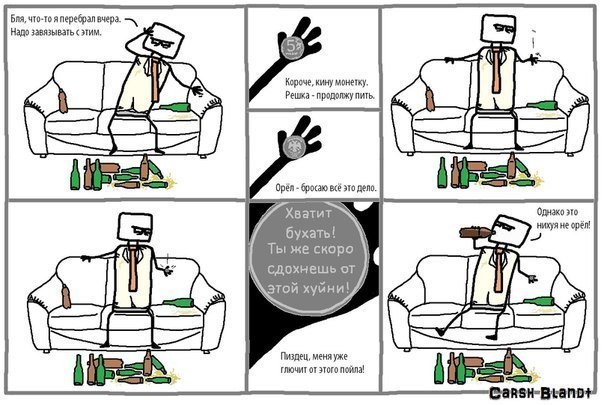 Бля, что-то я перебрал вчера.
Надо завязывать с этим.
5
Короче, кину монетку.
Решка - продолжу пить.
Орёл - бросаю всё это дело.
Хватит
бухать!
Ты же скоро
сдохнешь от
этой хуйни!
Пиздец, меня уже
глючит от этого пойла!
Однако это
нихуя не орёл!
Carsh Blandt